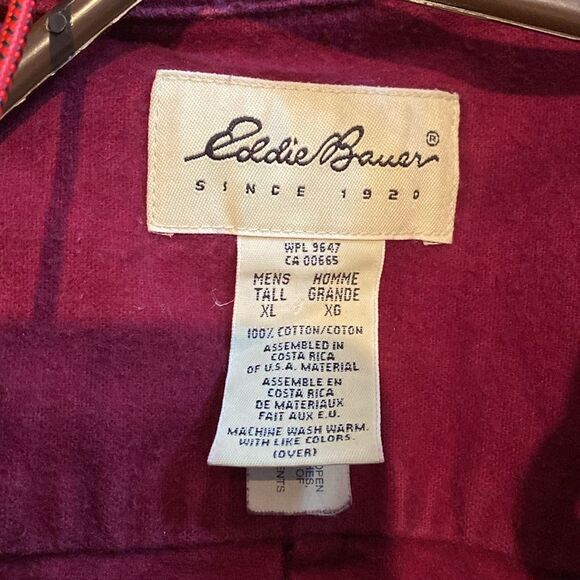 Eddie Bauer®
SINCE 1920
WPL 9647
CA 00665
MENS HOMME
TALL GRANDE
XL XG
100% COTTON/COTON
ASSEMBLED IN
COSTA RICA
OF U.S.A. MATERIAL
ASSEMBLE EN
COSTA RICA
DE MATERIAUX
FAIT AUX E.U.
MACHINE WASH WARM.
WITH LIKE COLORS.
(OVER)
OPEN
OF